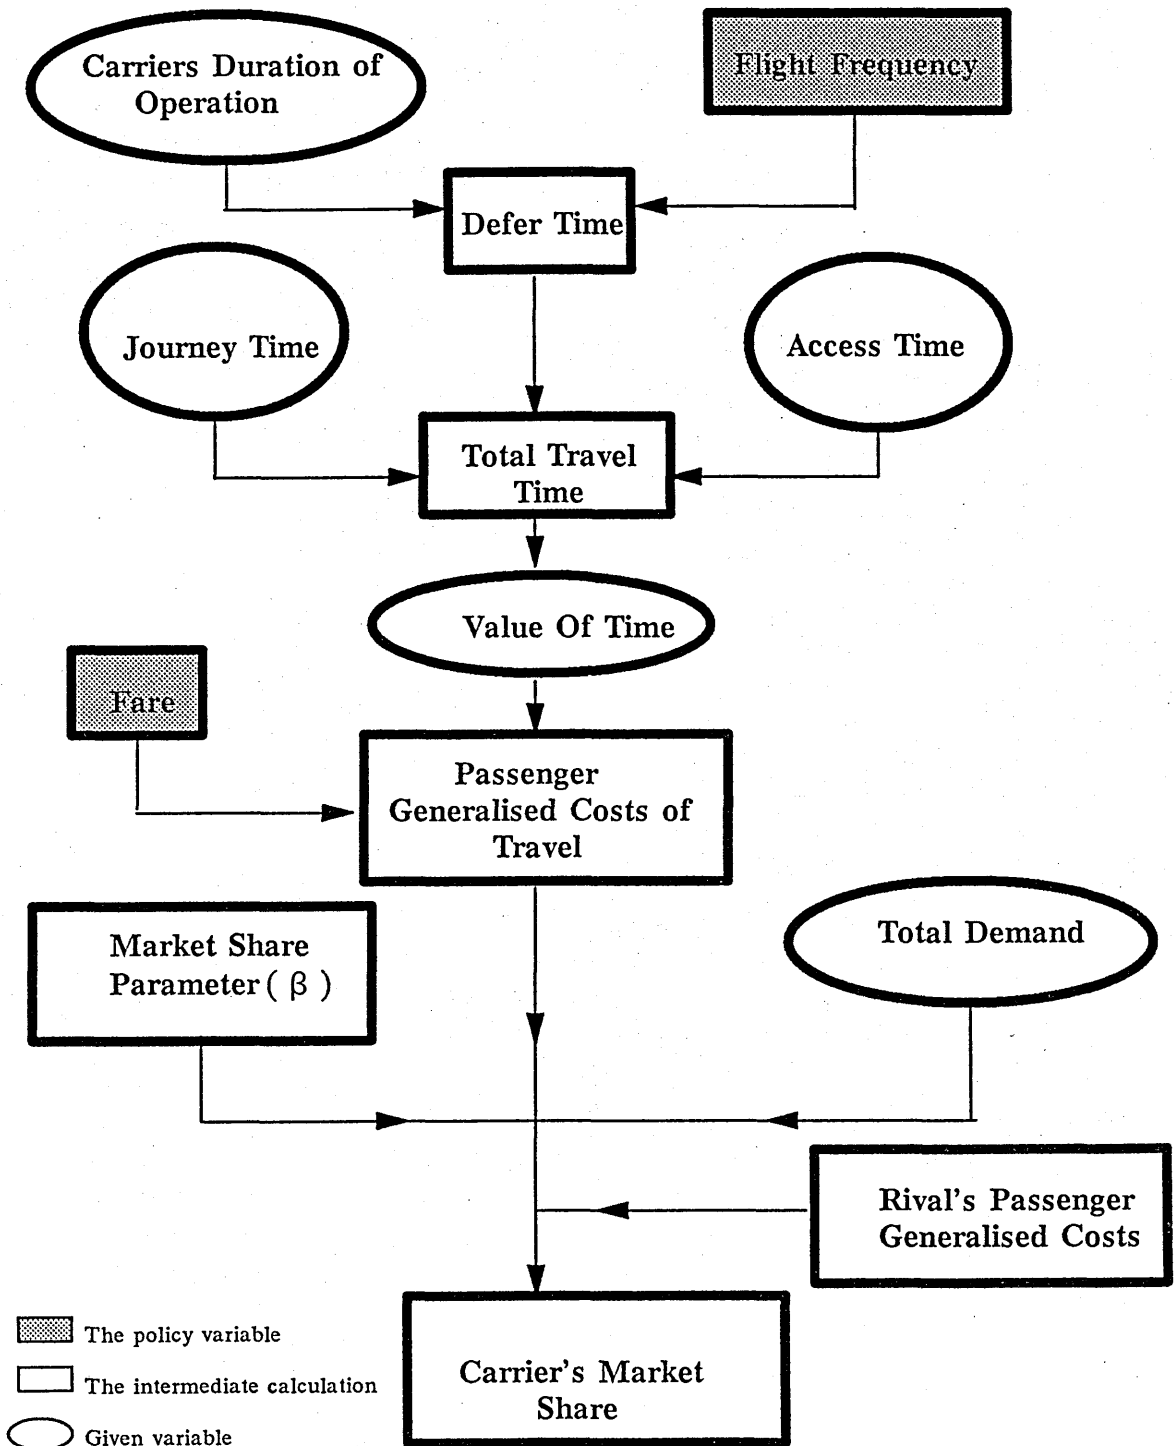 Carriers Duration of
Operation
Flight Frequency
Defer Time
Journey Time
Access Time
Total Travel
Time
Value Of Time
Fare
Passenger
Generalised Costs of
Travel
Market Share
Parameter ( β )
Total Demand
Rival's Passenger
Generalised Costs
The policy variable
The intermediate calculation
Given variable
Carrier's Market
Share